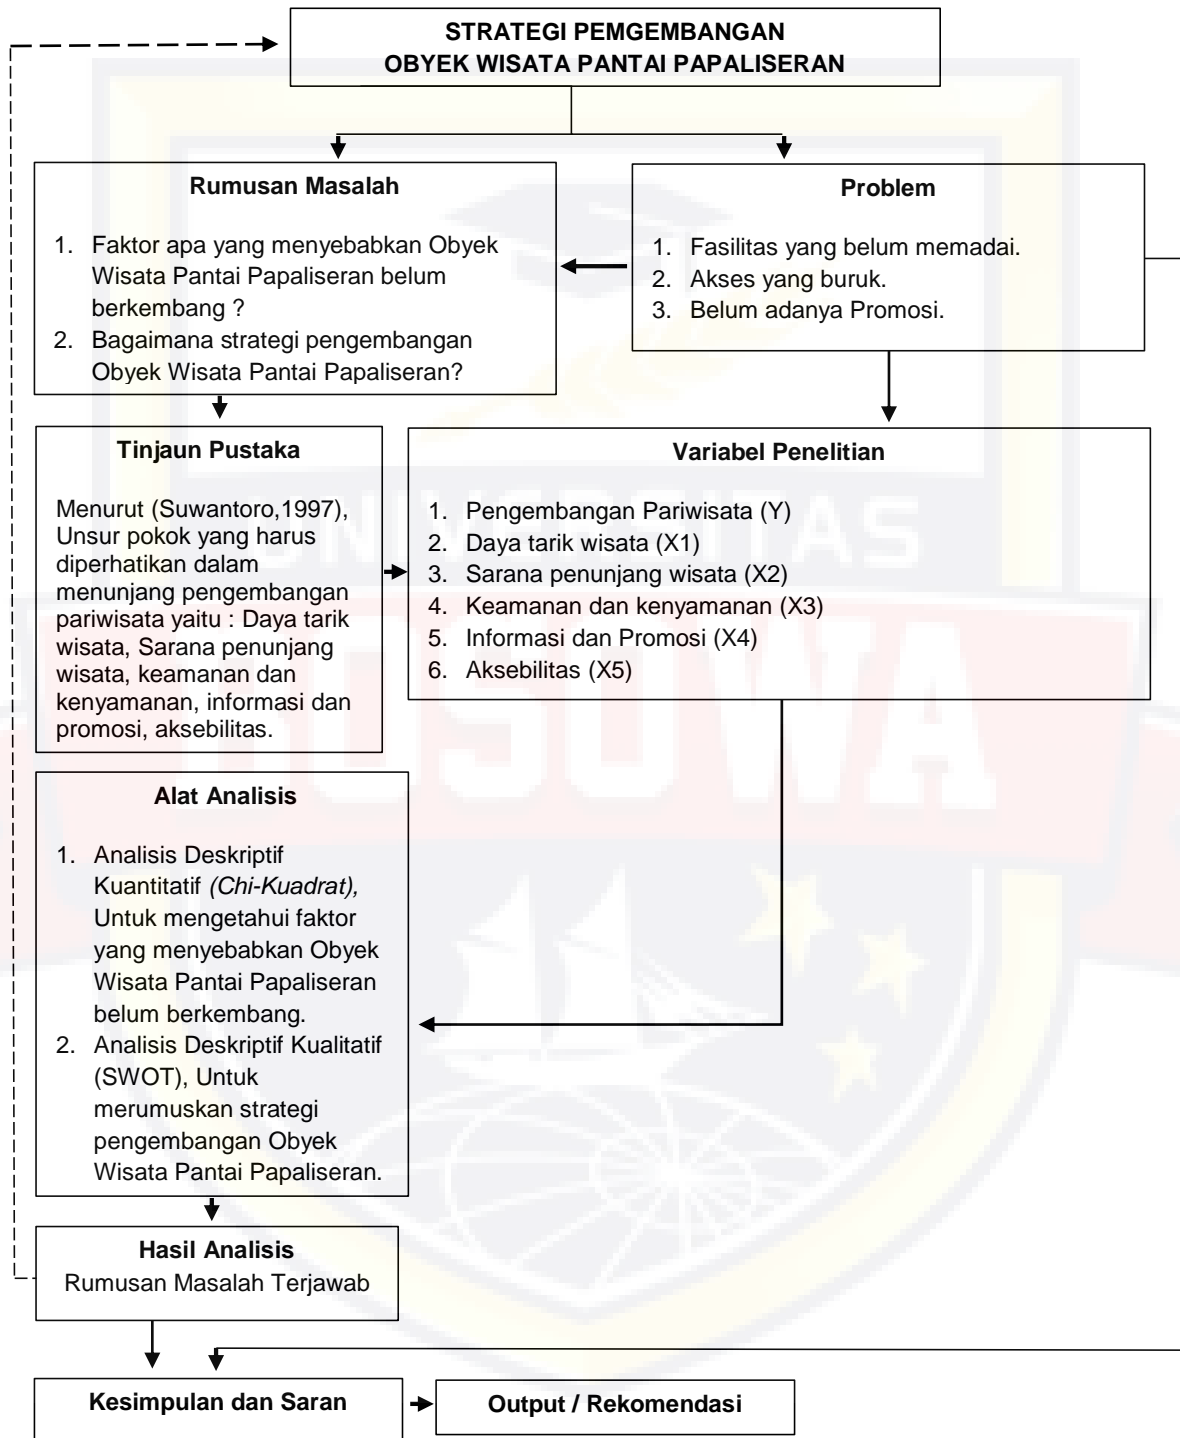 STRATEGI PEMGEMBANGAN
OBYEK WISATA PANTAI PAPALISERAN
Rumusan Masalah
1. Faktor apa yang menyebabkan Obyek
Wisata Pantai Papaliseran belum
berkembang ?
2. Bagaimana strategi pengembangan
Obyek Wisata Pantai Papaliseran?
Problem
1. Fasilitas yang belum memadai.
2. Akses yang buruk.
3. Belum adanya Promosi.
Tinjaun Pustaka
Menurut (Suwantoro,1997),
Unsur pokok yang harus
diperhatikan dalam
menunjang pengembangan
pariwisata yaitu : Daya tarik
wisata, Sarana penunjang
wisata, keamanan dan
kenyamanan, informasi dan
promosi, aksebilitas.
Variabel Penelitian
1. Pengembangan Pariwisata (Y)
2. Daya tarik wisata (X1)
3. Sarana penunjang wisata (X2)
4. Keamanan dan kenyamanan (X3)
5. Informasi dan Promosi (X4)
6. Aksebilitas (X5)
Alat Analisis
1. Analisis Deskriptif
Kuantitatif (Chi-Kuadrat),
Untuk mengetahui faktor
yang menyebabkan Obyek
Wisata Pantai Papaliseran
belum berkembang.
2. Analisis Deskriptif Kualitatif
(SWOT), Untuk
merumuskan strategi
pengembangan Obyek
Wisata Pantai Papaliseran.
Hasil Analisis
Rumusan Masalah Terjawab
Kesimpulan dan Saran
Output / Rekomendasi
UNIVERSITAS
BOSOWA